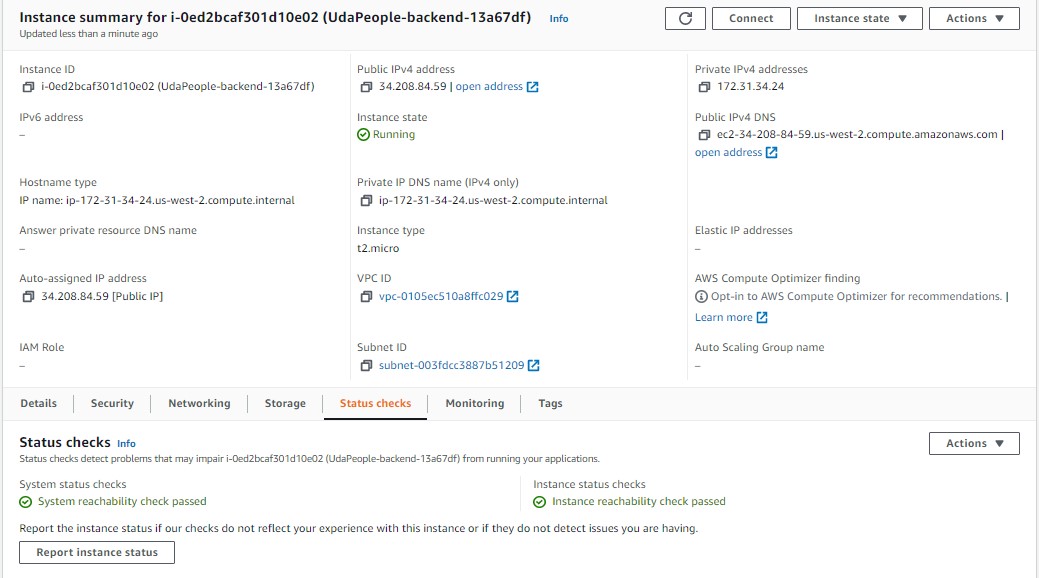 Instance summary for i-0ed2bcaf301d10e02 (UdaPeople-backend-13a67df) Info
Connect Instance state Actions
Updated less than a minute ago
Instance ID
i-0ed2bcaf301d10e02 (UdaPeople-backend-13a67df)
Public IPv4 address
34.208.84.59 | open address
Private IPv4 addresses
172.31.34.24
IPv6 address
–
Instance state
Running
Public IPv4 DNS
ec2-34-208-84-59.us-west-2.compute.amazonaws.com |
open address
Hostname type
IP name: ip-172-31-34-24.us-west-2.compute.internal
Private IP DNS name (IPv4 only)
ip-172-31-34-24.us-west-2.compute.internal
Answer private resource DNS name
–
Instance type
t2.micro
Elastic IP addresses
–
Auto-assigned IP address
34.208.84.59 [Public IP]
VPC ID
vpc-0105ec510a8ffc029
AWS Compute Optimizer finding
Opt-in to AWS Compute Optimizer for recommendations. |
Learn more
IAM Role
–
Subnet ID
subnet-003fdcc3887b51209
Auto Scaling Group name
–
Details Security Networking Storage Status checks Monitoring Tags
Status checks Info
Actions
Status checks detect problems that may impair i-0ed2bcaf301d10e02 (UdaPeople-backend-13a67df) from running your applications.
System status checks
System reachability check passed
Instance status checks
Instance reachability check passed
Report the instance status if our checks do not reflect your experience with this instance or if they do not detect issues you are having.
Report instance status